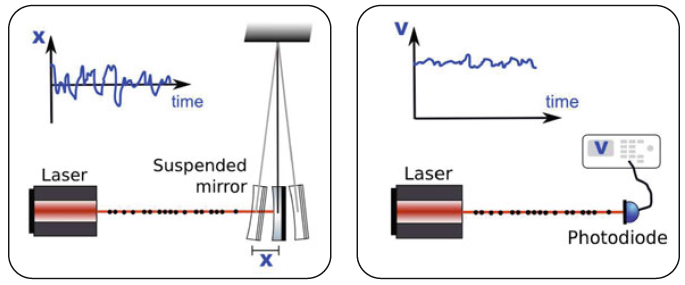 x
time
Laser
Suspended
mirror
x
V
time
V
Laser
Photodiode